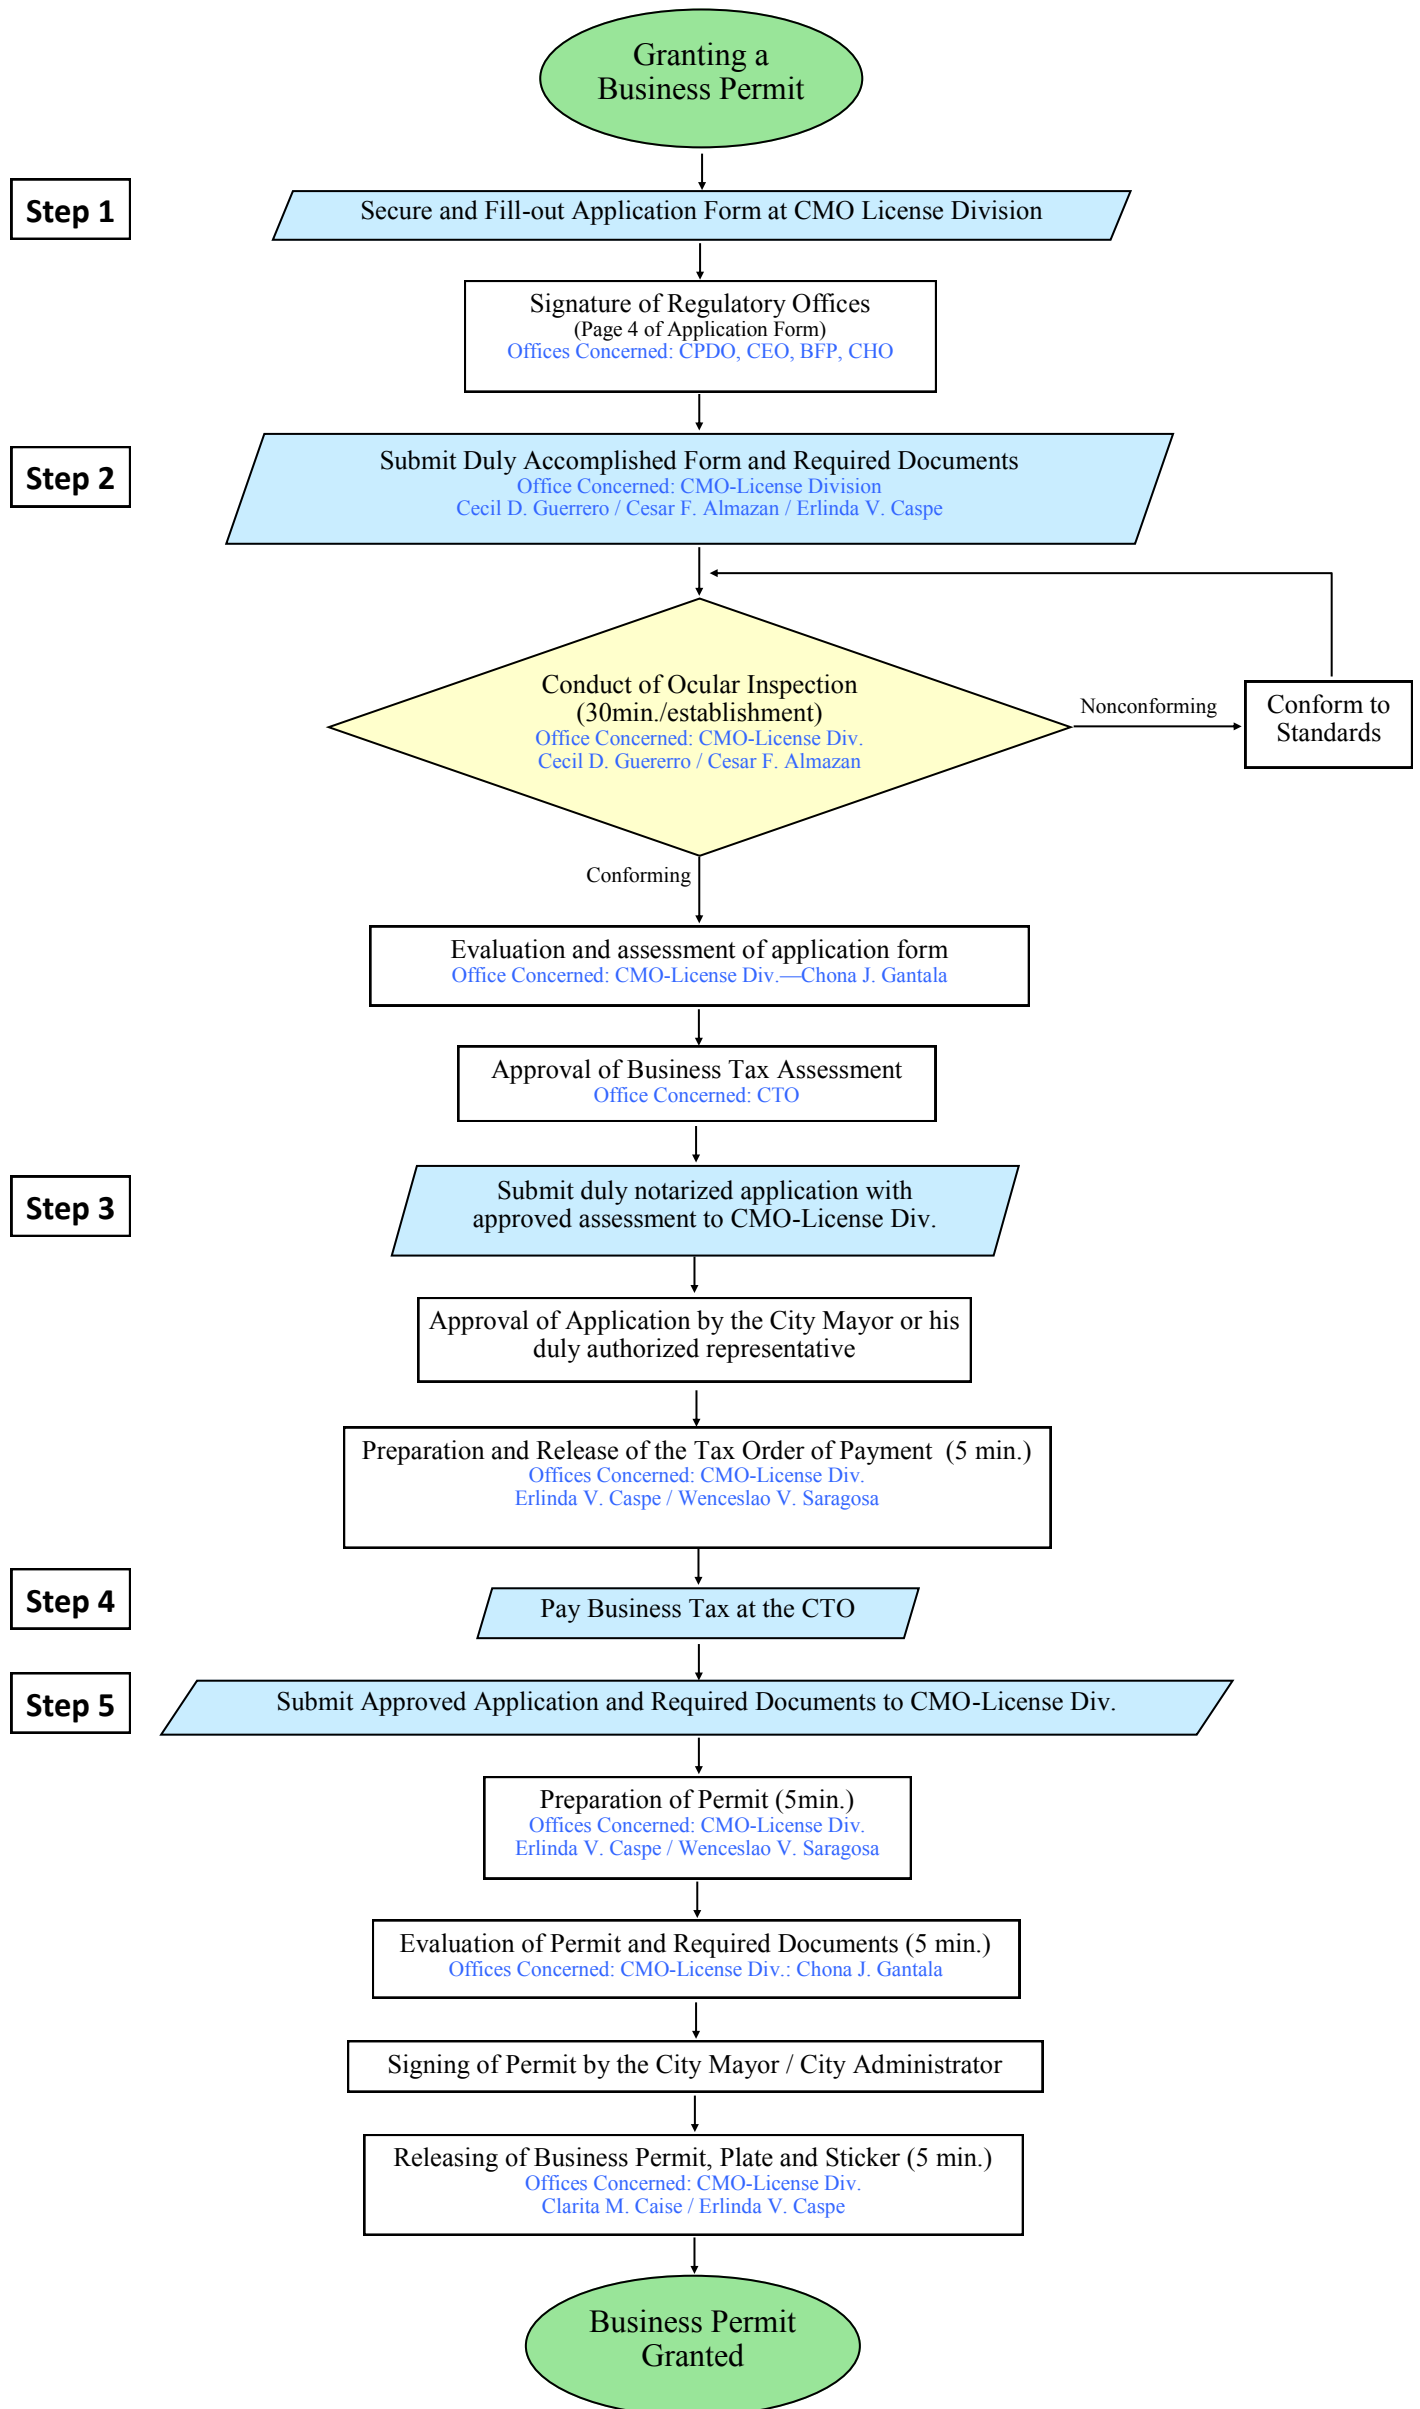 Granting a
Business Permit
Step 1
Secure and Fill-out Application Form at CMO License Division
Signature of Regulatory Offices
(Page 4 of Application Form)
Offices Concerned: CPDO, CEO, BFP, CHO
Step 2
Submit Duly Accomplished Form and Required Documents
Office Concerned: CMO-License Division
Cecil D. Guerrero / Cesar F. Almazan / Erlinda V. Caspe
Conduct of Ocular Inspection
(30min./establishment)
Office Concerned: CMO-License Div.
Cecil D. Guererro / Cesar F. Almazan
Nonconforming
Conform to
Standards
Conforming
Evaluation and assessment of application form
Office Concerned: CMO-License Div.—Chona J. Gantala
Approval of Business Tax Assessment
Office Concerned: CTO
Step 3
Submit duly notarized application with
approved assessment to CMO-License Div.
Approval of Application by the City Mayor or his
duly authorized representative
Preparation and Release of the Tax Order of Payment (5 min.)
Offices Concerned: CMO-License Div.
Erlinda V. Caspe / Wenceslao V. Saragosa
Step 4
Pay Business Tax at the CTO
Step 5
Submit Approved Application and Required Documents to CMO-License Div.
Preparation of Permit (5min.)
Offices Concerned: CMO-License Div.
Erlinda V. Caspe / Wenceslao V. Saragosa
Evaluation of Permit and Required Documents (5 min.)
Offices Concerned: CMO-License Div.: Chona J. Gantala
Signing of Permit by the City Mayor / City Administrator
Releasing of Business Permit, Plate and Sticker (5 min.)
Offices Concerned: CMO-License Div.
Clarita M. Caise / Erlinda V. Caspe
Business Permit
Granted